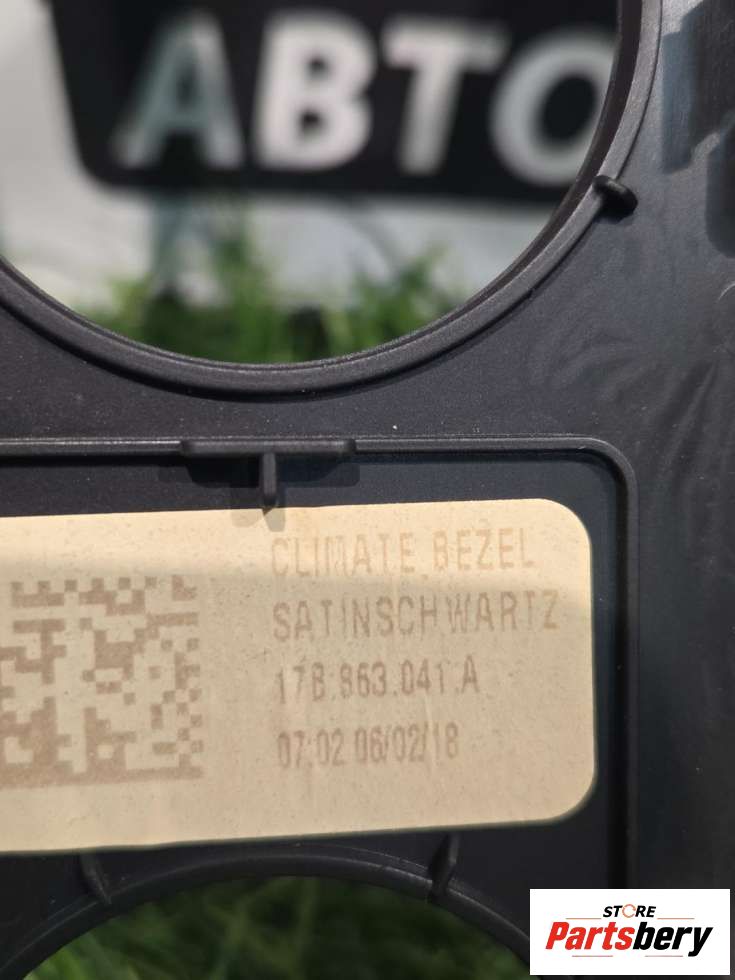 АВТО
CLIMATE BEZEL
SATINSCHWARTZ
17B.863.041.A
07:02 06/02/18
STORE
Partsbery